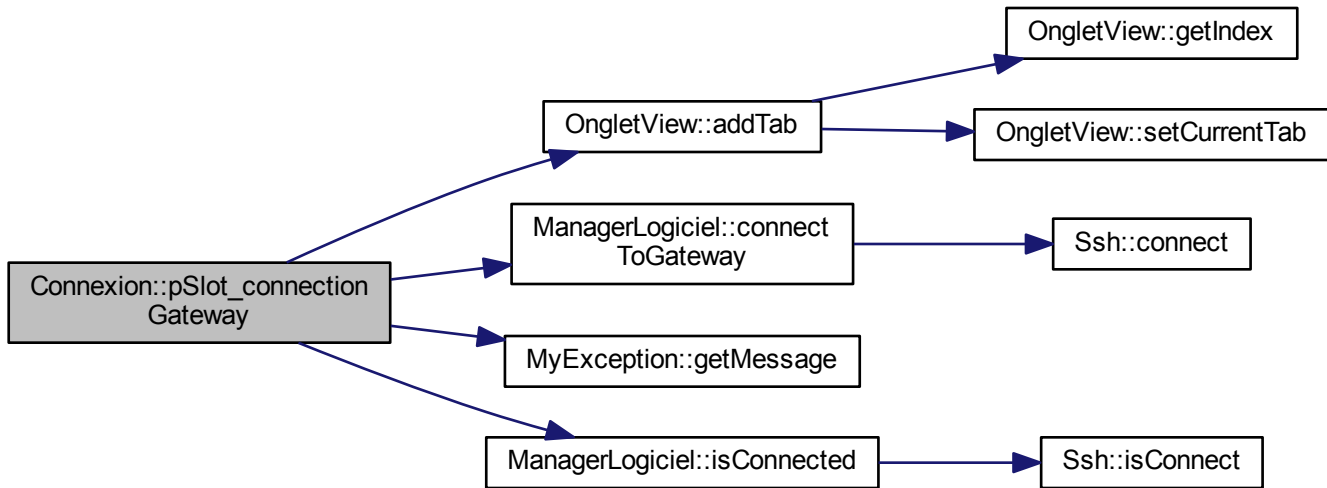 OngletView::getIndex
OngletView::addTab
OngletView::setCurrentTab
ManagerLogiciel::connect
ToGateway
Ssh::connect
Connexion::pSlot_connection
Gateway
MyException::getMessage
ManagerLogiciel::isConnected
Ssh::isConnect